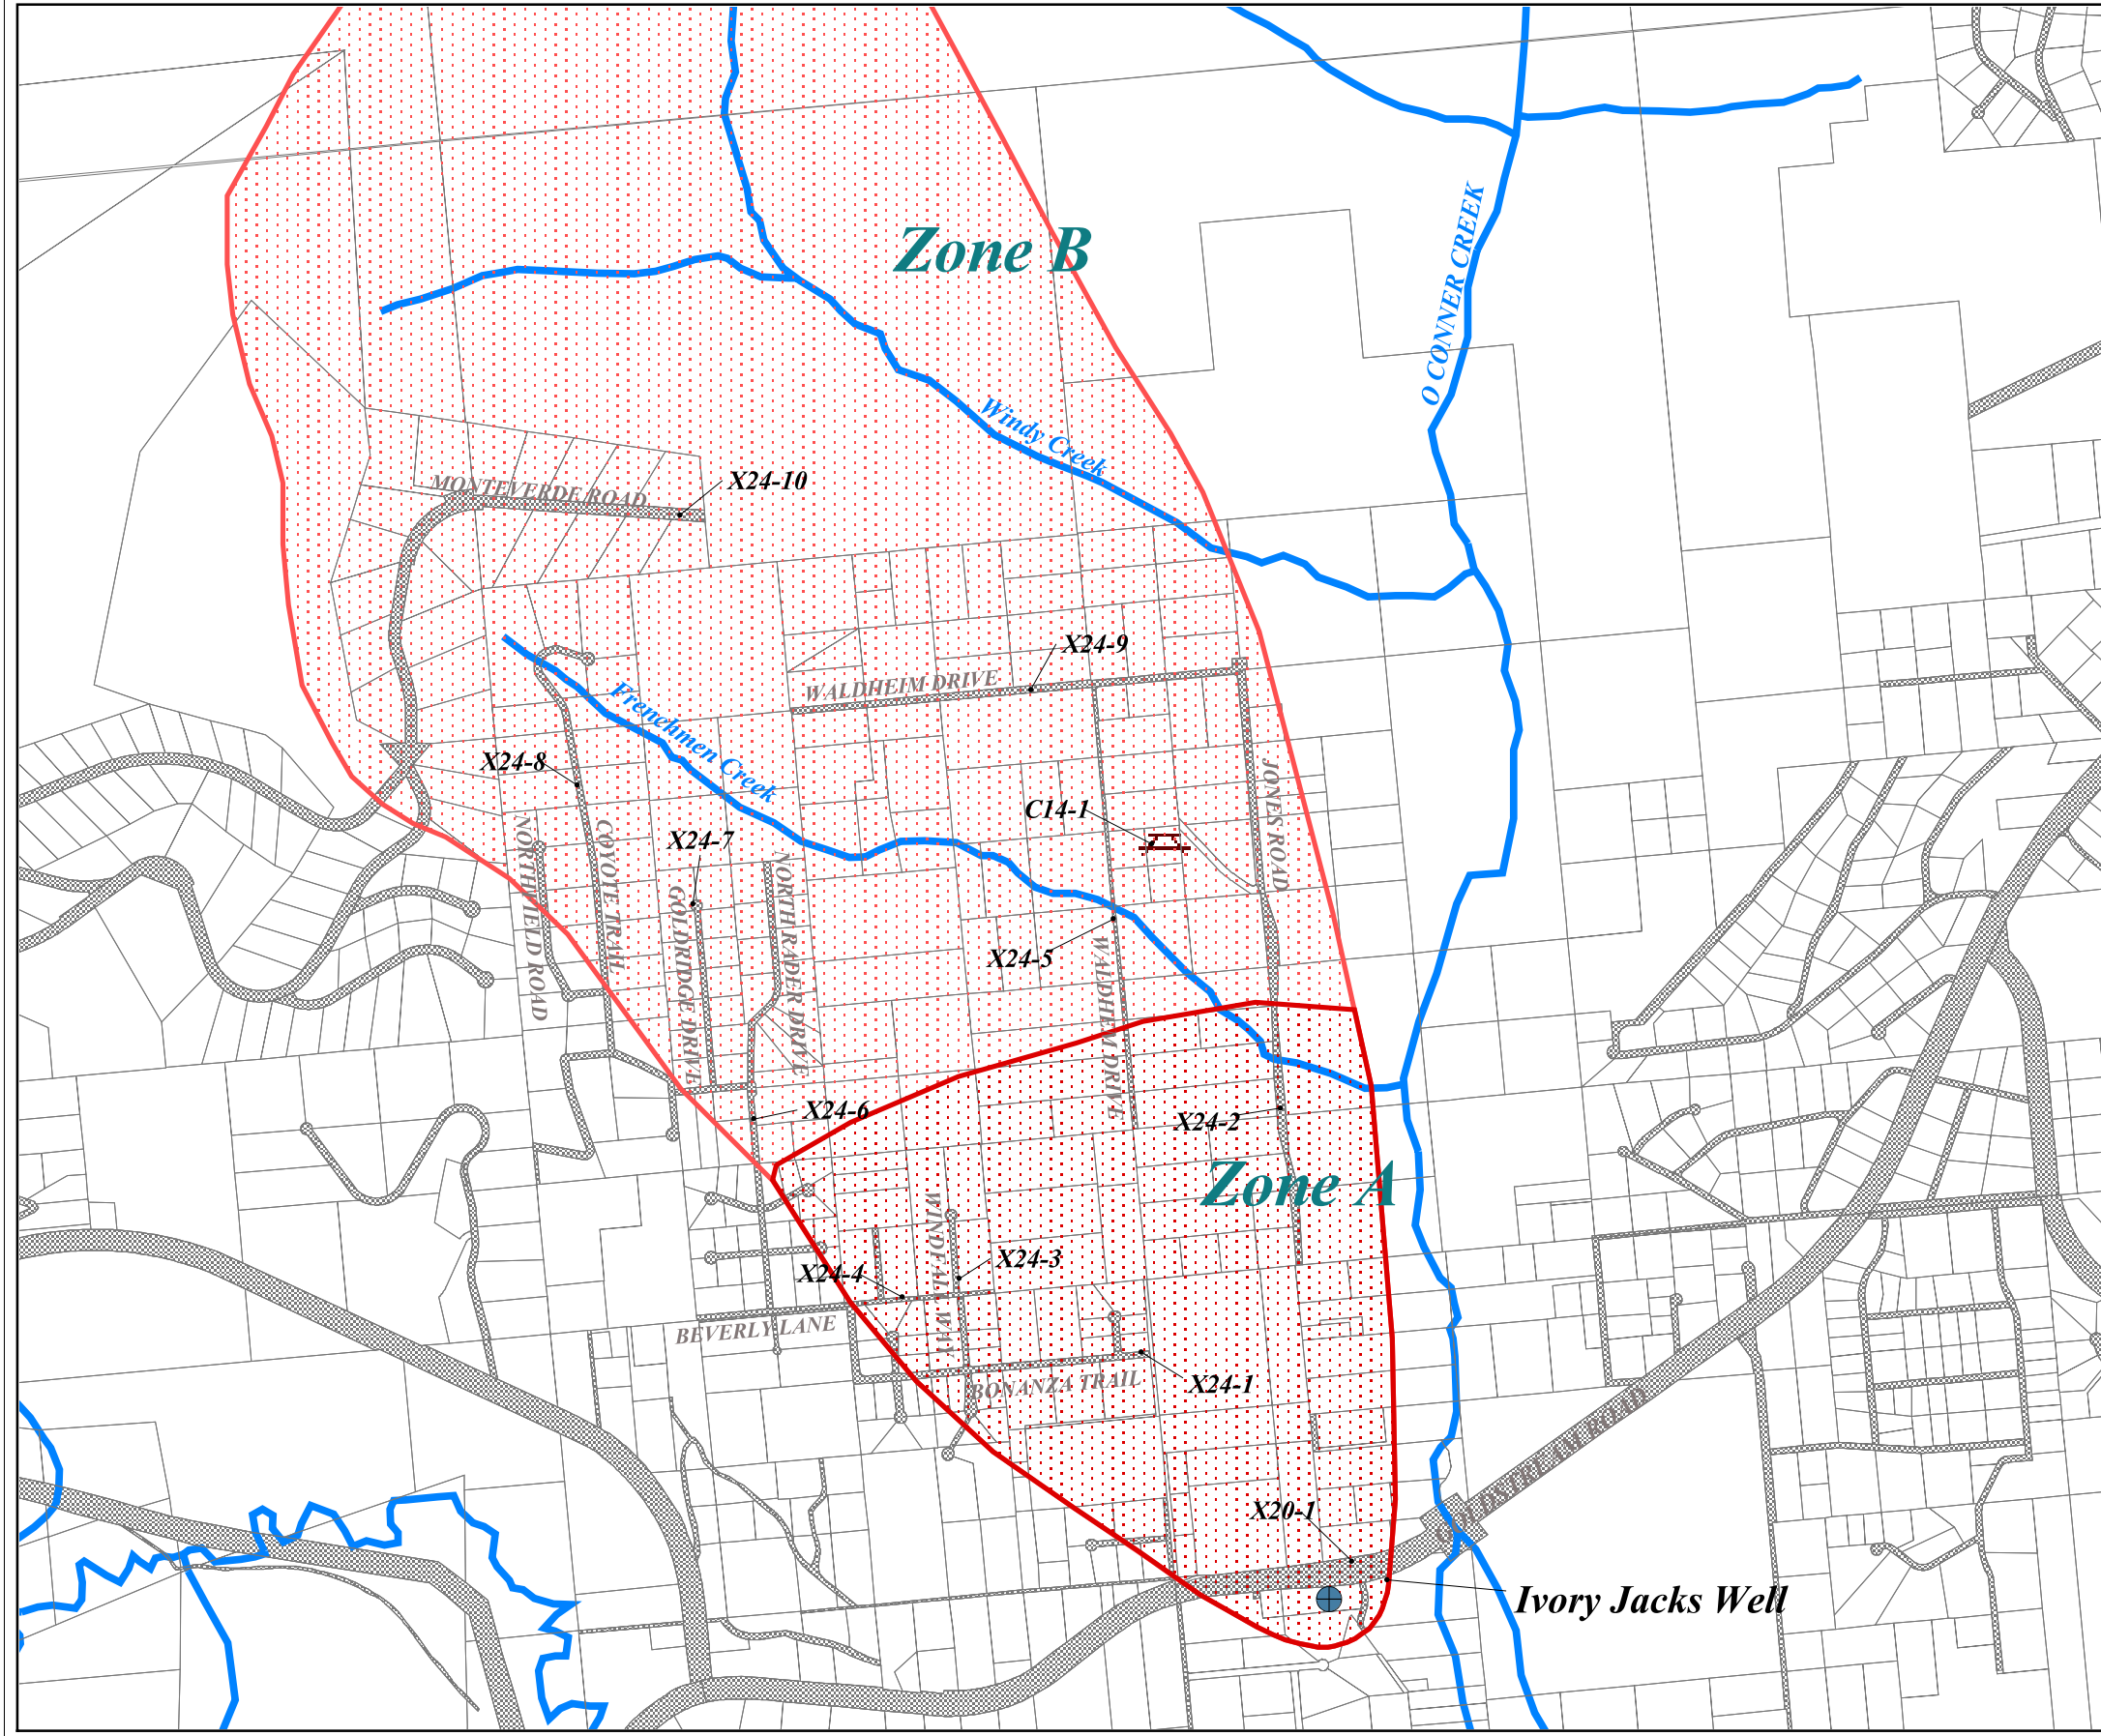 O CONNER CREEK
Zone B
Windy Creek
MONTEVERDE ROAD
X24-10
X24-9
WALDHEIM DRIVE
Frenchmen Creek
X24-8
JONES ROAD
C14-1
X24-7
NORTHFIELD ROAD
COYOTE TRAIL
GOLDRIDGE DRIVE
NORTH RADER DRIVE
X24-5
WALDHEIM DRIVE
X24-6
X24-2
Zone A
WINDFALL WAY
X24-3
X24-4
BEVERLY LANE
BONANZA TRAIL
X24-1
GOLDSTREAM ROAD
X20-1
Ivory Jacks Well